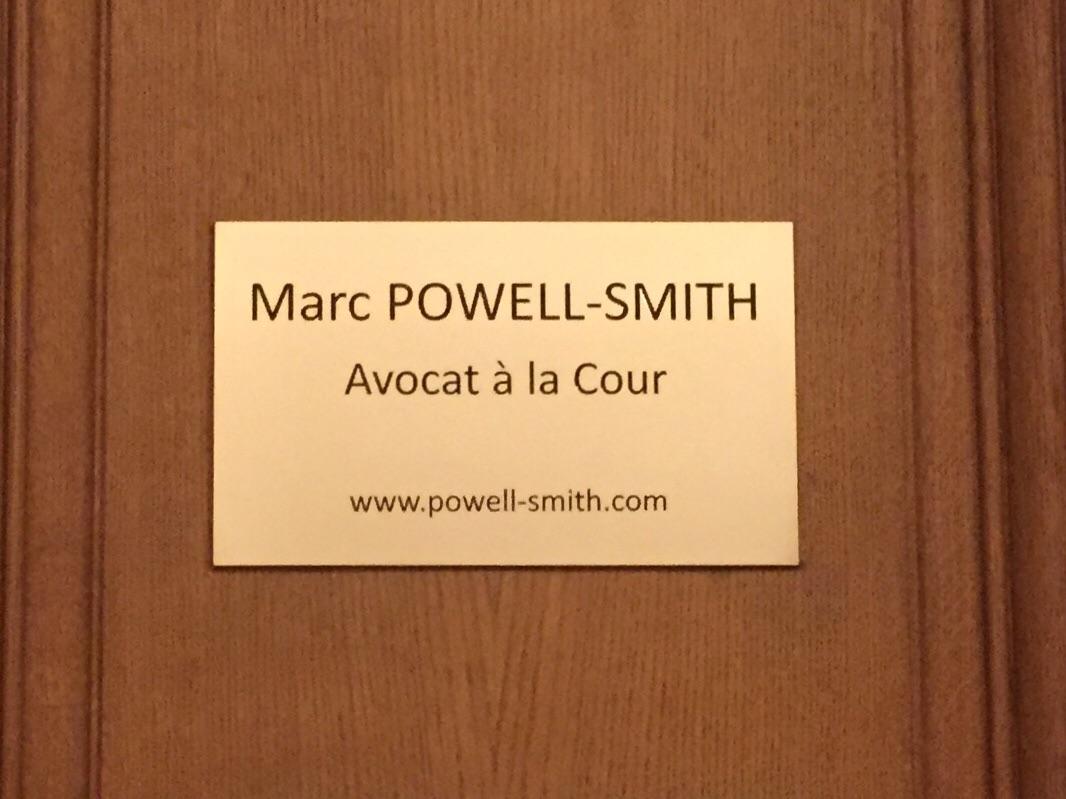 Marc POWELL-SMITH
Avocat à la Cour
www.powell-smith.com